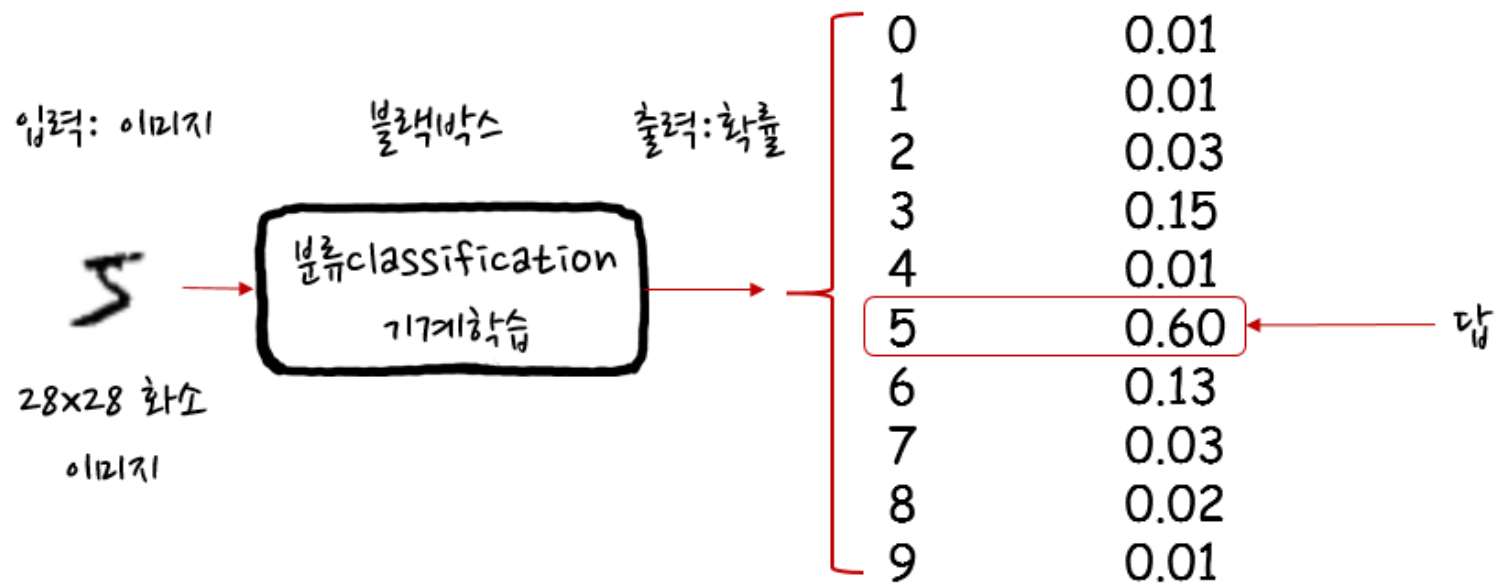 입력: 이미지
블랙박스
출력:확률
분류classification
기계학습
28x28 화소
이미지
0 0.01
1 0.01
2 0.03
3 0.15
4 0.01
5 0.60
6 0.13
7 0.03
8 0.02
9 0.01
답
5